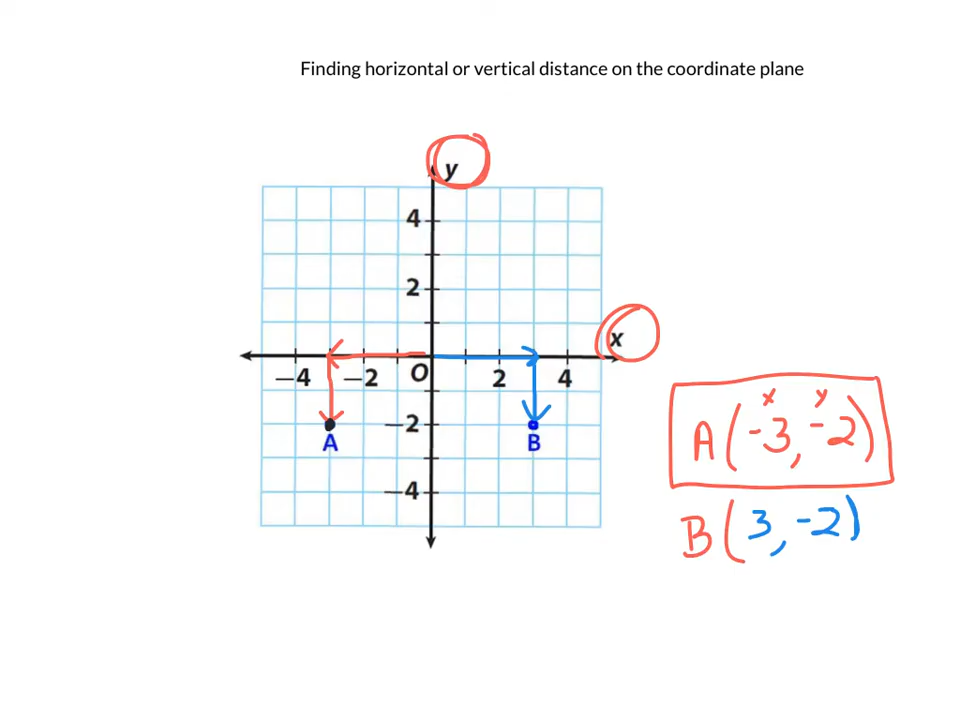 Finding horizontal or vertical distance on the coordinate plane
y
4
2
x
−4 −2 O 2 4
−2
A B
−4
x y
A(-3, -2)
B(3, -2)